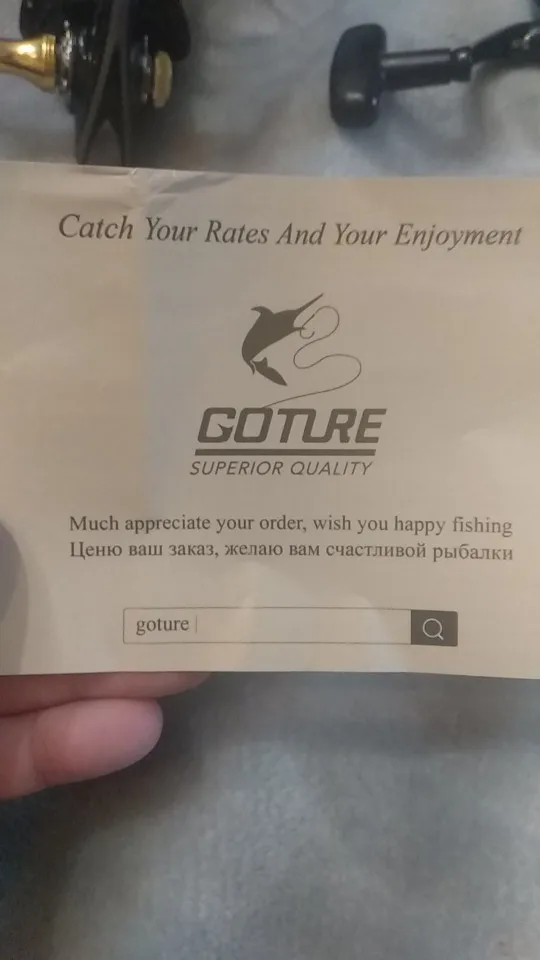 Catch Your Rates And Your Enjoyment
GOTURE
SUPERIOR QUALITY
Much appreciate your order, wish you happy fishing
Ценю ваш заказ, желаю вам счастливой рыбалки
goture